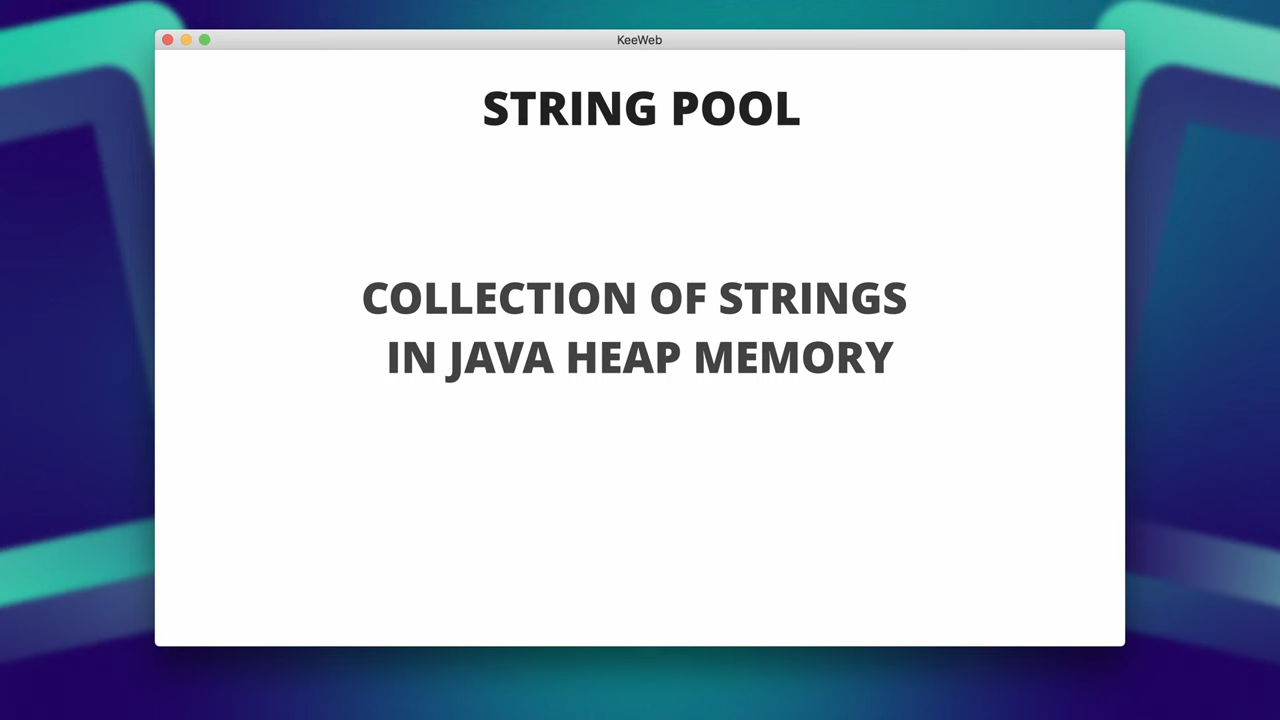 KeeWeb
STRING POOL
COLLECTION OF STRINGS
IN JAVA HEAP MEMORY